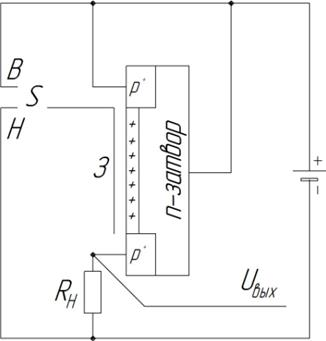 В
S
Н
З
p+
+
+
+
+
+
+
+
p+
п-затвор
+
−
RН
Uвых